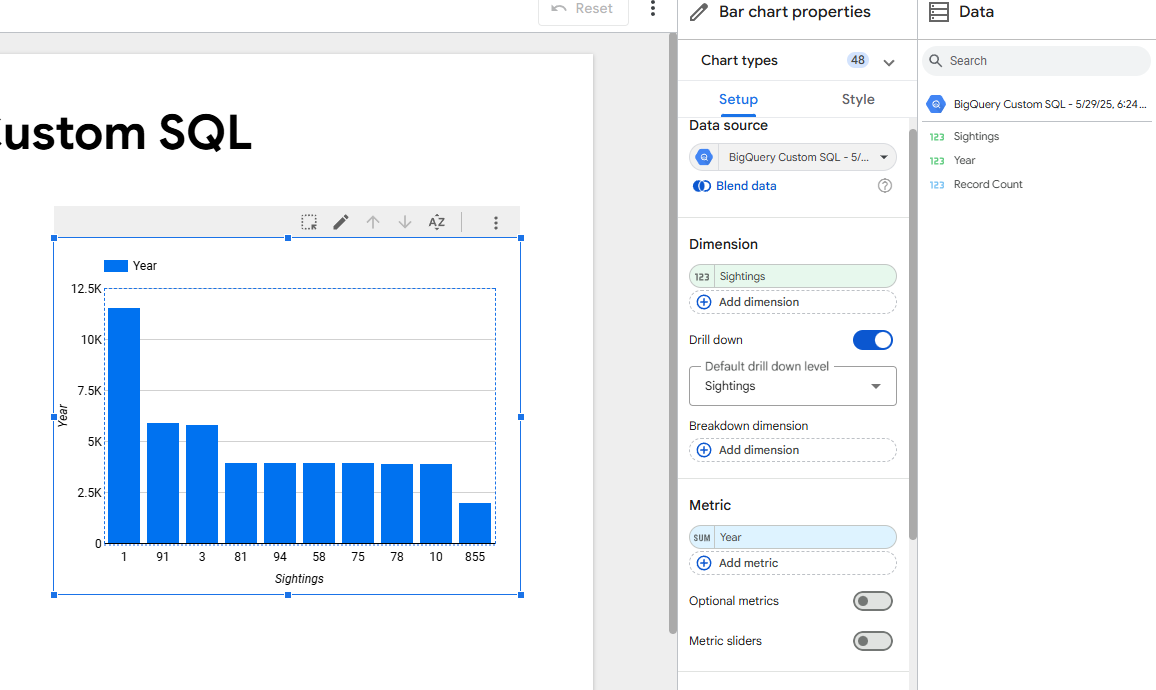 Reset
Custom SQL
Year
12.5K
10K
7.5K
5K
2.5K
0
Year
1 91 3 81 94 58 75 78 10 855
Sightings
Bar chart properties
Chart types 48
Setup Style
Data source
BigQuery Custom SQL - 5/...
Blend data
Dimension
123 Sightings
Add dimension
Drill down
Default drill down level
Sightings
Breakdown dimension
Add dimension
Metric
SUM Year
Add metric
Optional metrics
Metric sliders
Data
Search
BigQuery Custom SQL - 5/29/25, 6:24 ...
123 Sightings
123 Year
123 Record Count